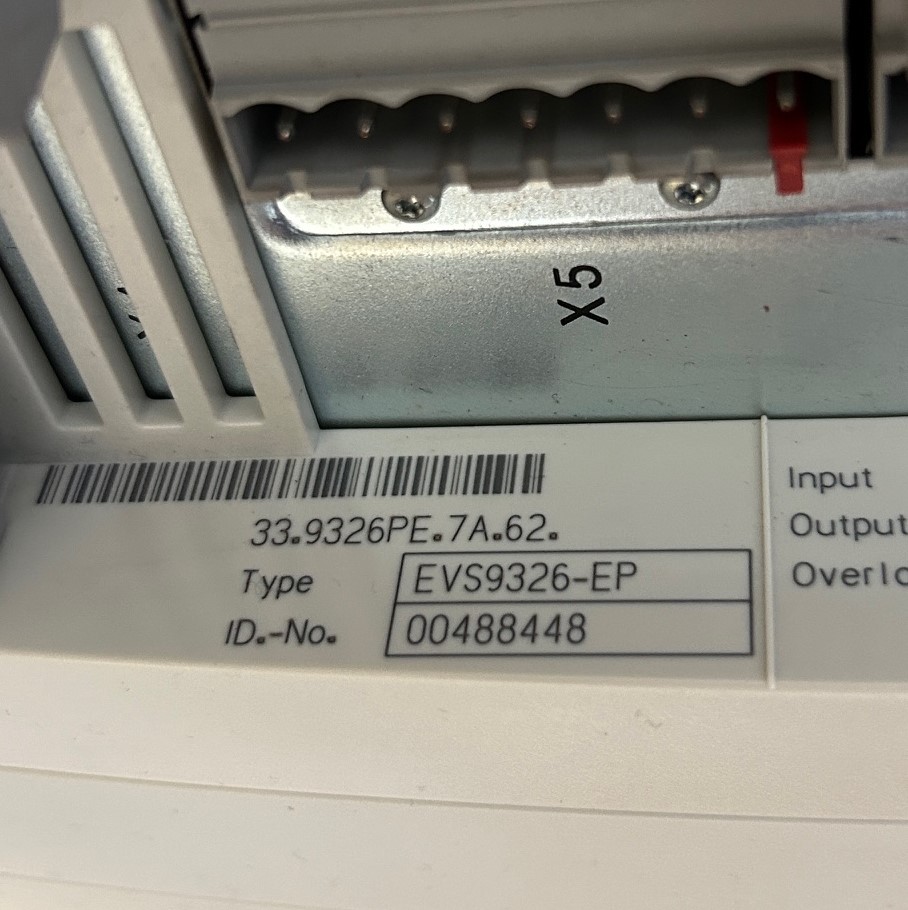 X5
33.9326PE.7A.62.
Type EVS9326-EP
ID.-No. 00488448
Input
Output